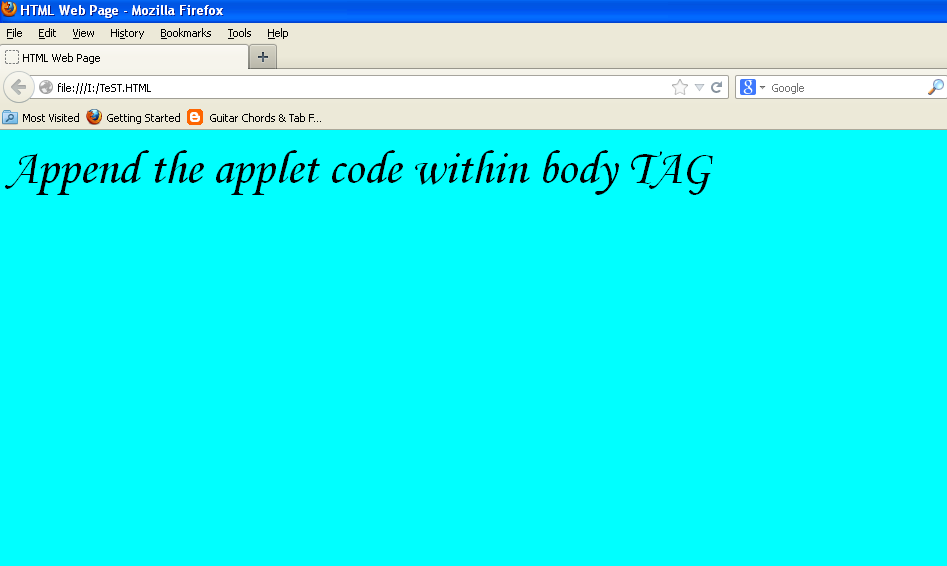 HTML Web Page - Mozilla Firefox
File Edit View History Bookmarks Tools Help
HTML Web Page +
file:///I:/TeST.HTML 8 Google
Most Visited Getting Started Guitar Chords & Tab F...
Append the applet code within body TAG